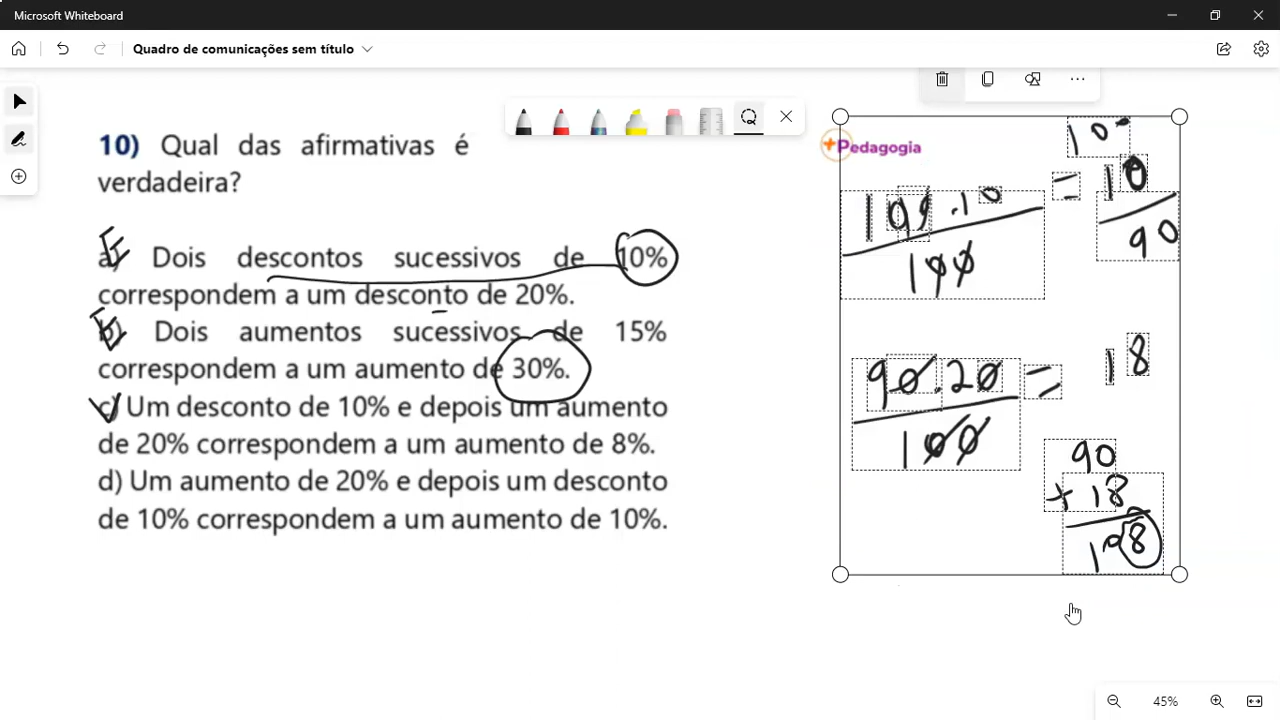 Microsoft Whiteboard
Quadro de comunicações sem título
10) Qual das afirmativas é
verdadeira?
a) Dois descontos sucessivos de 10%
correspondem a um desconto de 20%.
b) Dois aumentos sucessivos de 15%
correspondem a um aumento de 30%.
c) Um desconto de 10% e depois um aumento
de 20% correspondem a um aumento de 8%.
d) Um aumento de 20% e depois um desconto
de 10% correspondem a um aumento de 10%.
+Pedagogia
100
100.10 = 10
100
90
90.20 = 18
100
90
+ 18
108
45%